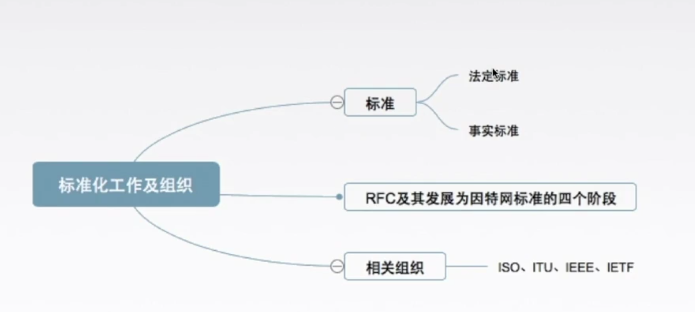 标准化工作及组织
标准
法定标准
事实标准
RFC及其发展为因特网标准的四个阶段
相关组织
ISO、ITU、IEEE、IETF